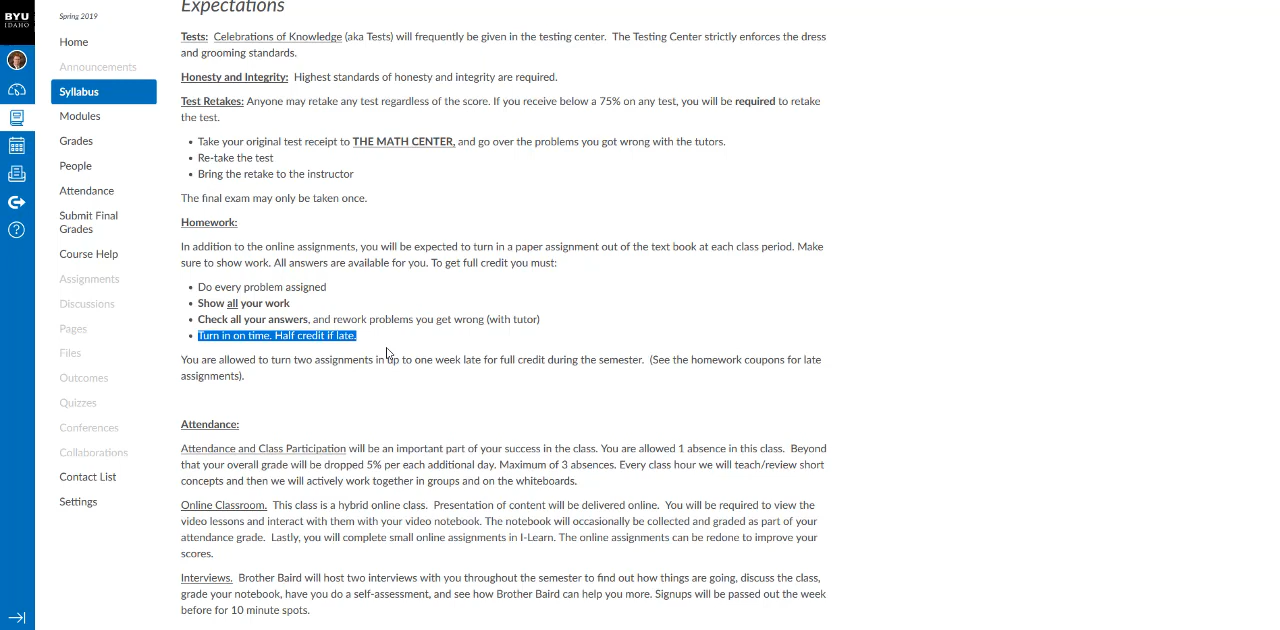 BYU
IDAHO
Spring 2019
Home
Announcements
Syllabus
Modules
Grades
People
Attendance
Submit Final
Grades
Course Help
Assignments
Discussions
Pages
Files
Outcomes
Quizzes
Conferences
Collaborations
Contact List
Settings
Expectations
Tests: Celebrations of Knowledge (aka Tests) will frequently be given in the testing center. The Testing Center strictly enforces the dress
and grooming standards.
Honesty and Integrity: Highest standards of honesty and integrity are required.
Test Retakes: Anyone may retake any test regardless of the score. If you receive below a 75% on any test, you will be required to retake
the test.
• Take your original test receipt to THE MATH CENTER, and go over the problems you got wrong with the tutors.
• Re-take the test
• Bring the retake to the instructor
The final exam may only be taken once.
Homework:
In addition to the online assignments, you will be expected to turn in a paper assignment out of the text book at each class period. Make
sure to show work. All answers are available for you. To get full credit you must:
• Do every problem assigned
• Show all your work
• Check all your answers, and rework problems you get wrong (with tutor)
• Turn in on time. Half credit if late.
You are allowed to turn two assignments in up to one week late for full credit during the semester. (See the homework coupons for late
assignments).
Attendance:
Attendance and Class Participation will be an important part of your success in the class. You are allowed 1 absence in this class. Beyond
that your overall grade will be dropped 5% per each additional day. Maximum of 3 absences. Every class hour we will teach/review short
concepts and then we will actively work together in groups and on the whiteboards.
Online Classroom. This class is a hybrid online class. Presentation of content will be delivered online. You will be required to view the
video lessons and interact with them with your video notebook. The notebook will occasionally be collected and graded as part of your
attendance grade. Lastly, you will complete small online assignments in I-Learn. The online assignments can be redone to improve your
scores.
Interviews. Brother Baird will host two interviews with you throughout the semester to find out how things are going, discuss the class,
grade your notebook, have you do a self-assessment, and see how Brother Baird can help you more. Signups will be passed out the week
before for 10 minute spots.